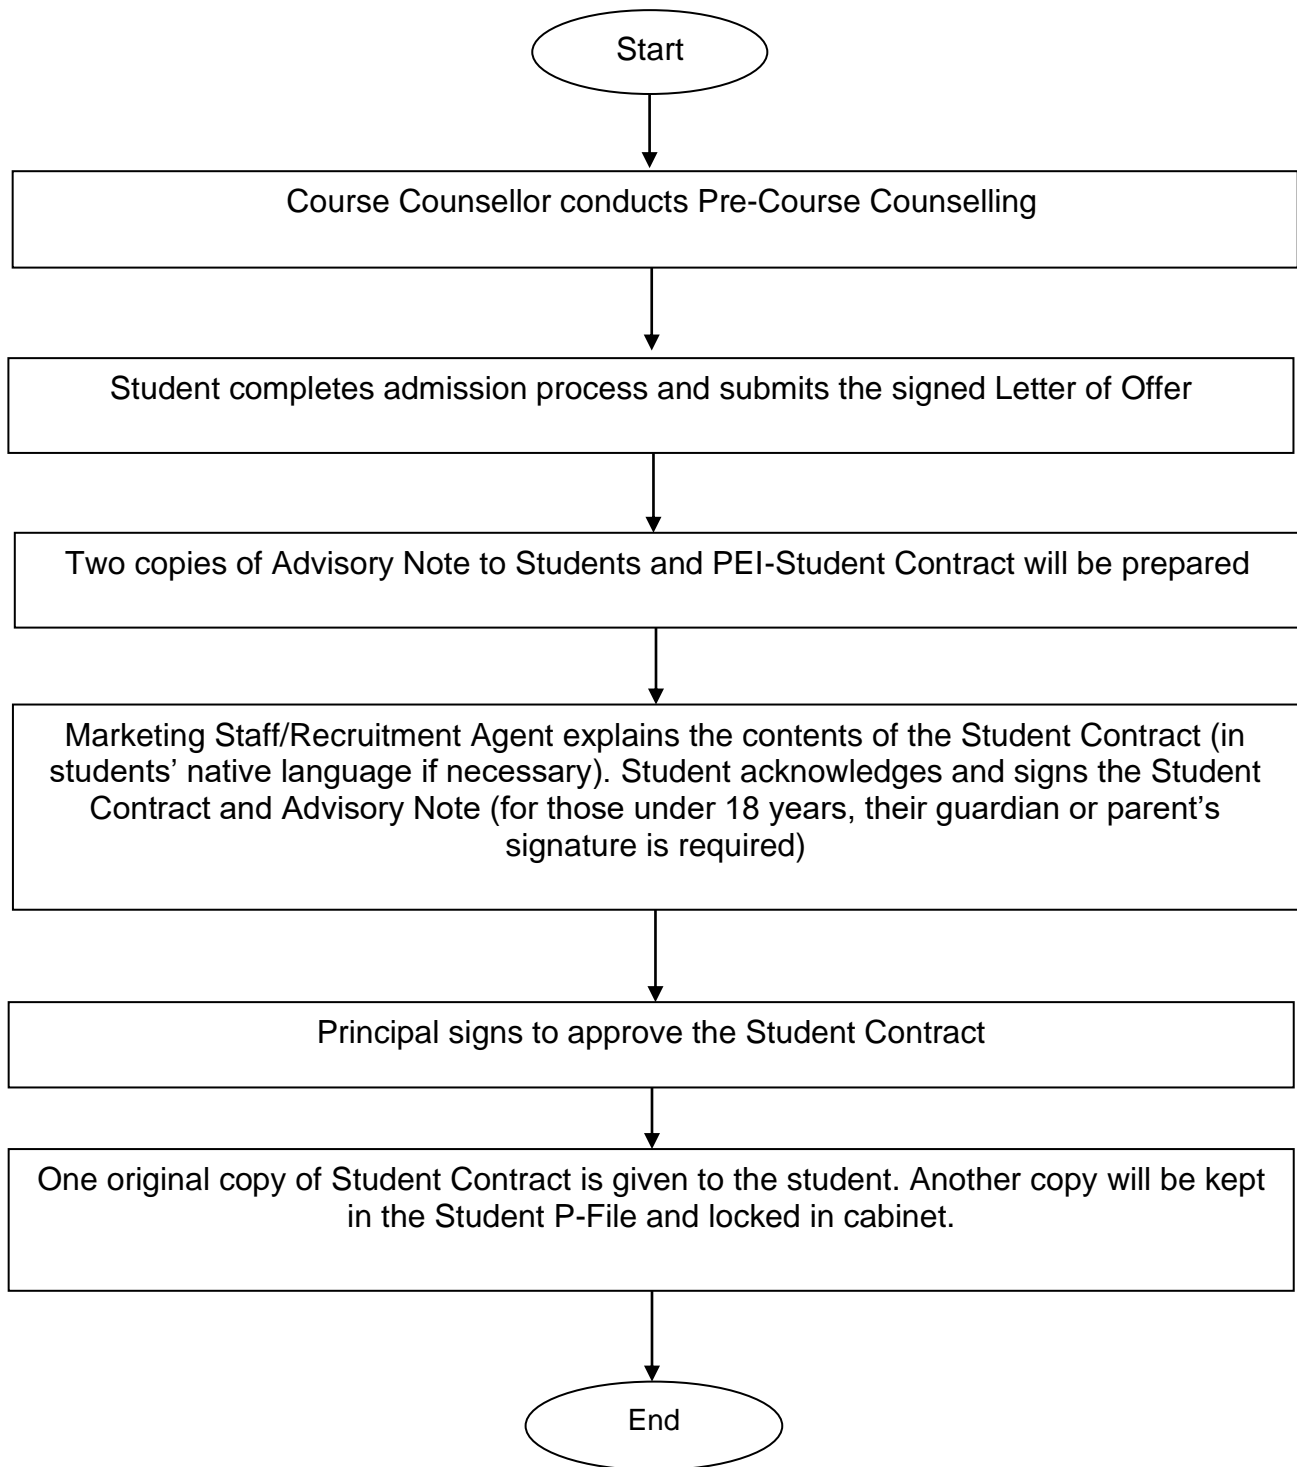 Start
Course Counsellor conducts Pre-Course Counselling
Student completes admission process and submits the signed Letter of Offer
Two copies of Advisory Note to Students and PEI-Student Contract will be prepared
Marketing Staff/Recruitment Agent explains the contents of the Student Contract (in
students’ native language if necessary). Student acknowledges and signs the Student
Contract and Advisory Note (for those under 18 years, their guardian or parent’s
signature is required)
Principal signs to approve the Student Contract
One original copy of Student Contract is given to the student. Another copy will be kept
in the Student P-File and locked in cabinet.
End